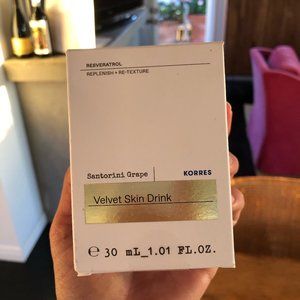 RESVERATROL
REPLENISH + RE-TEXTURE
Santorini Grape | KORRES
Velvet Skin Drink
℮ 30 mL_1.01 FL.OZ.